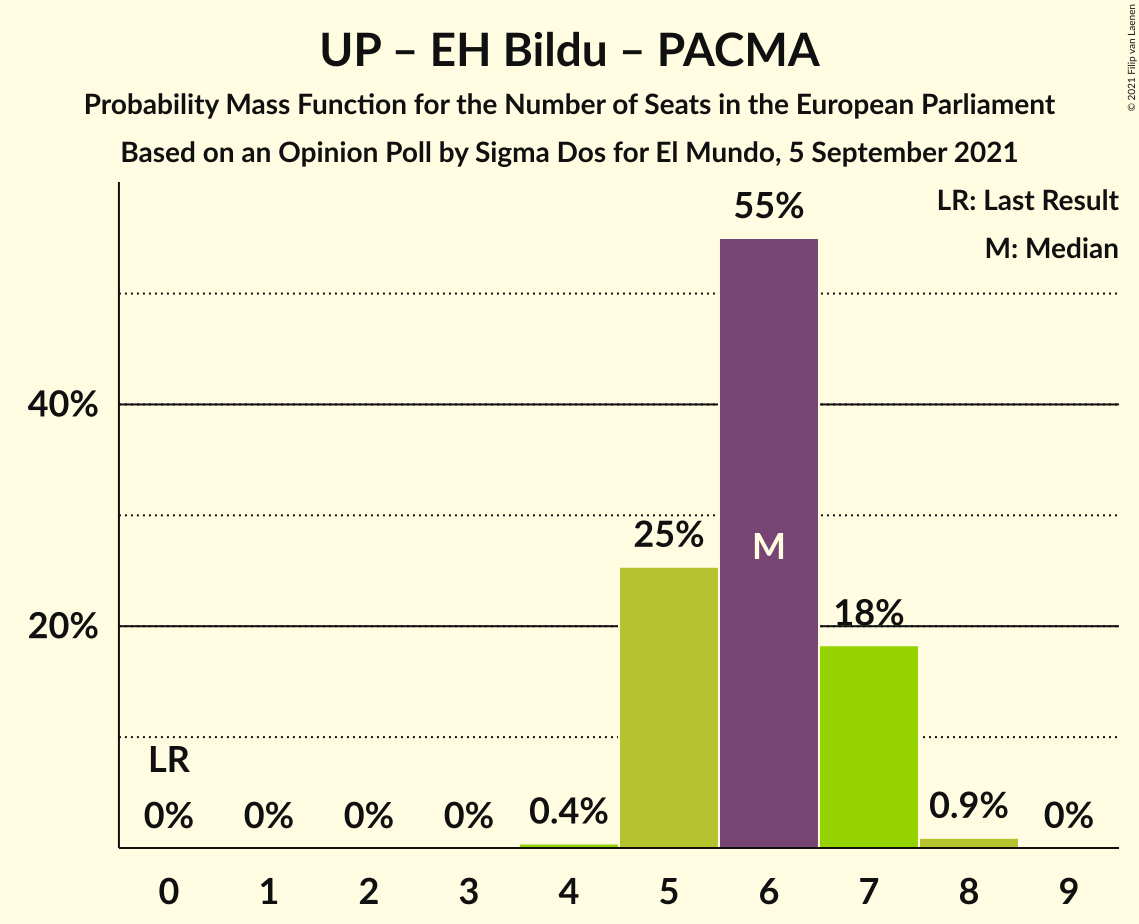 UP – EH Bildu – PACMA
Probability Mass Function for the Number of Seats in the European Parliament
Based on an Opinion Poll by Sigma Dos for El Mundo, 5 September 2021
© 2021 Filip van Laenen
LR: Last Result
M: Median
55%
40%
25%
M
20%
18%
LR
0% 0% 0% 0% 0.4% 0.9% 0%
0 1 2 3 4 5 6 7 8 9